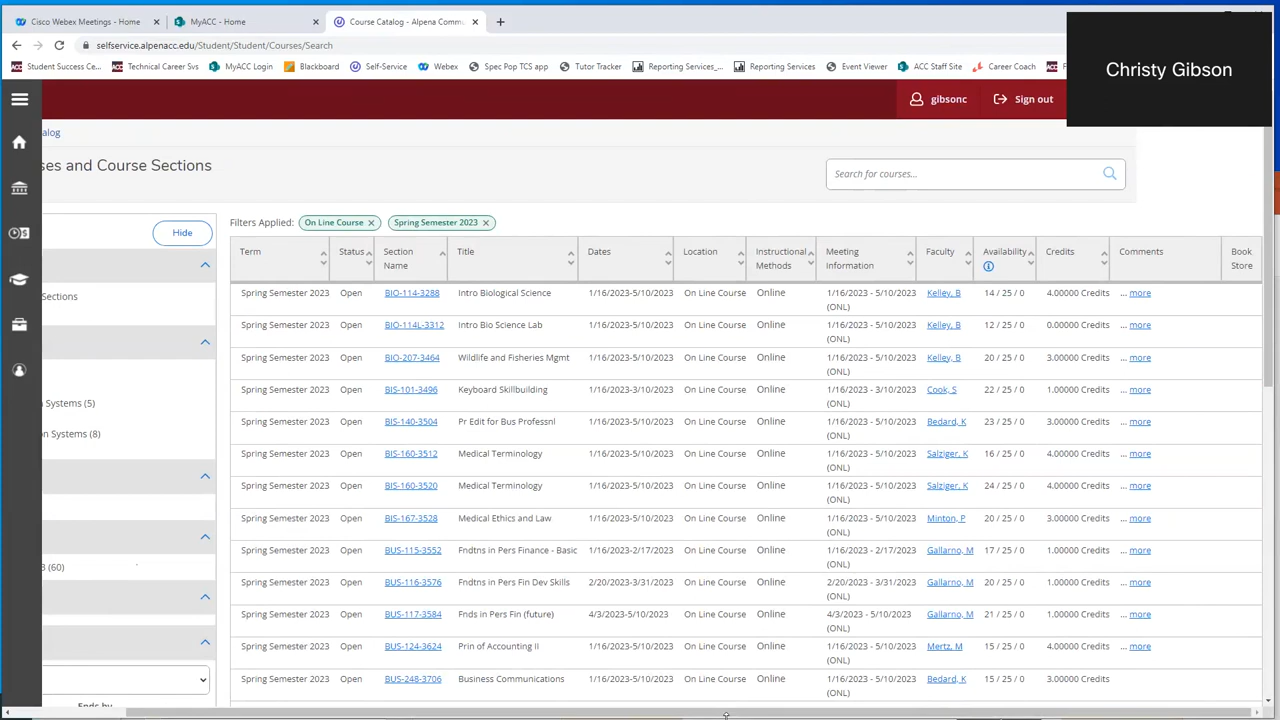 Cisco Webex Meetings - Home
MyACC - Home
Course Catalog - Alpena Commu
selfservice.alpenacc.edu/Student/Student/Courses/Search
Student Success Ce...
Technical Career Svs
MyACC Login
Blackboard
Self-Service
Webex
Spec Pop TCS app
Tutor Tracker
Reporting Services_...
Reporting Services
Event Viewer
ACC Staff Site
Career Coach
Christy Gibson
gibsonc
Sign out
alog
ses and Course Sections
Search for courses...
Hide
Filters Applied: On Line Course Spring Semester 2023
Term Status Section Name Title Dates Location Instructional Methods Meeting Information Faculty Availability Credits Comments Book Store
Spring Semester 2023 Open BIO-114-3288 Intro Biological Science 1/16/2023-5/10/2023 On Line Course Online 1/16/2023 - 5/10/2023 Kelley, B 14 / 25 / 0 4.00000 Credits ... more
(ONL)
Spring Semester 2023 Open BIO-114L-3312 Intro Bio Science Lab 1/16/2023-5/10/2023 On Line Course Online 1/16/2023 - 5/10/2023 Kelley, B 12 / 25 / 0 0.00000 Credits ... more
(ONL)
Spring Semester 2023 Open BIO-207-3464 Wildlife and Fisheries Mgmt 1/16/2023-5/10/2023 On Line Course Online 1/16/2023 - 5/10/2023 Kelley, B 20 / 25 / 0 3.00000 Credits ... more
(ONL)
Spring Semester 2023 Open BIS-101-3496 Keyboard Skillbuilding 1/16/2023-3/10/2023 On Line Course Online 1/16/2023 - 3/10/2023 Cook, S 22 / 25 / 0 1.00000 Credits ... more
(ONL)
Spring Semester 2023 Open BIS-140-3504 Pr Edit for Bus Professnl 1/16/2023-5/10/2023 On Line Course Online 1/16/2023 - 5/10/2023 Bedard, K 23 / 25 / 0 3.00000 Credits ... more
(ONL)
Spring Semester 2023 Open BIS-160-3512 Medical Terminology 1/16/2023-5/10/2023 On Line Course Online 1/16/2023 - 5/10/2023 Salziger, K 16 / 25 / 0 4.00000 Credits ... more
(ONL)
Spring Semester 2023 Open BIS-160-3520 Medical Terminology 1/16/2023-5/10/2023 On Line Course Online 1/16/2023 - 5/10/2023 Salziger, K 24 / 25 / 0 4.00000 Credits ... more
(ONL)
Spring Semester 2023 Open BIS-167-3528 Medical Ethics and Law 1/16/2023-5/10/2023 On Line Course Online 1/16/2023 - 5/10/2023 Minton, P 20 / 25 / 0 3.00000 Credits ... more
(ONL)
Spring Semester 2023 Open BUS-115-3552 Fndtns in Pers Finance - Basic 1/16/2023-2/17/2023 On Line Course Online 1/16/2023 - 2/17/2023 Gallarno, M 17 / 25 / 0 1.00000 Credits ... more
(ONL)
Spring Semester 2023 Open BUS-116-3576 Fndtns in Pers Fin Dev Skills 2/20/2023-3/31/2023 On Line Course Online 2/20/2023 - 3/31/2023 Gallarno, M 20 / 25 / 0 1.00000 Credits ... more
(ONL)
Spring Semester 2023 Open BUS-117-3584 Fnds in Pers Fin (future) 4/3/2023-5/10/2023 On Line Course Online 4/3/2023 - 5/10/2023 Gallarno, M 21 / 25 / 0 1.00000 Credits ... more
(ONL)
Spring Semester 2023 Open BUS-124-3624 Prin of Accounting II 1/16/2023-5/10/2023 On Line Course Online 1/16/2023 - 5/10/2023 Mertz, M 15 / 25 / 0 4.00000 Credits ... more
(ONL)
Spring Semester 2023 Open BUS-248-3706 Business Communications 1/16/2023-5/10/2023 On Line Course Online 1/16/2023 - 5/10/2023 Bedard, K 15 / 25 / 0 3.00000 Credits
(ONL)
Sections
n Systems (5)
on Systems (8)
3 (60)
Ends by